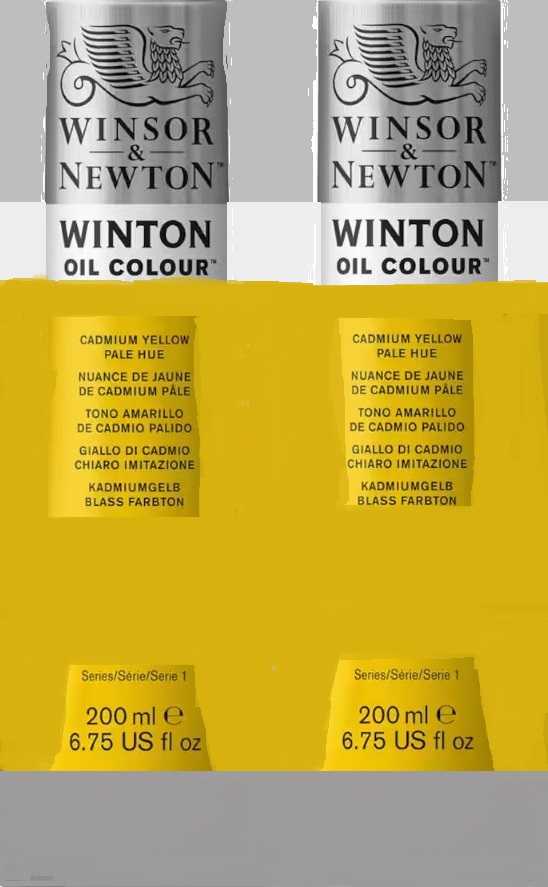 WINSOR
&
NEWTON™
WINTON
OIL COLOUR™
CADMIUM YELLOW
PALE HUE
NUANCE DE JAUNE
DE CADMIUM PÂLE
TONO AMARILLO
DE CADMIO PALIDO
GIALLO DI CADMIO
CHIARO IMITAZIONE
KADMIUMGELB
BLASS FARBTON
Series/Série/Serie 1
200 ml ℮
6.75 US fl oz
WINSOR
&
NEWTON™
WINTON
OIL COLOUR™
CADMIUM YELLOW
PALE HUE
NUANCE DE JAUNE
DE CADMIUM PÂLE
TONO AMARILLO
DE CADMIO PALIDO
GIALLO DI CADMIO
CHIARO IMITAZIONE
KADMIUMGELB
BLASS FARBTON
Series/Série/Serie 1
200 ml ℮
6.75 US fl oz